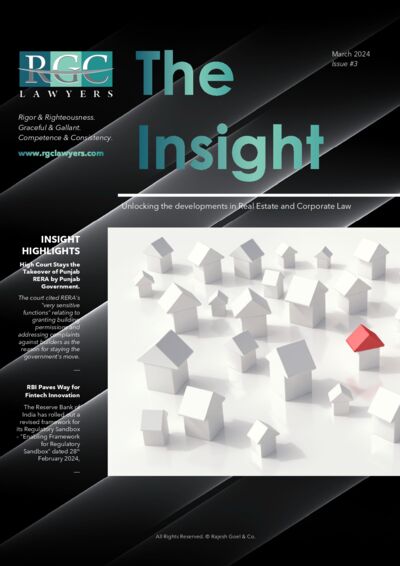 RGC
LAWYERS
Rigor & Righteousness.
Graceful & Gallant.
Competence & Consistency.
www.rgclawyers.com
The
Insight
March 2024
Issue #3
Unlocking the developments in Real Estate and Corporate Law
INSIGHT
HIGHLIGHTS
High Court Stays the
Takeover of Punjab
RERA by Punjab
Government.
The court cited RERA's
"very sensitive
functions" relating to
granting building
permissions and
addressing complaints
against builders as the
reason for staying the
government's move.
—
RBI Paves Way for
Fintech Innovation
The Reserve Bank of
India has rolled out a
revised framework for
its Regulatory Sandbox
- "Enabling Framework
for Regulatory
Sandbox" dated 28th
February 2024,
—
All Rights Reserved. © Rajesh Goel & Co.